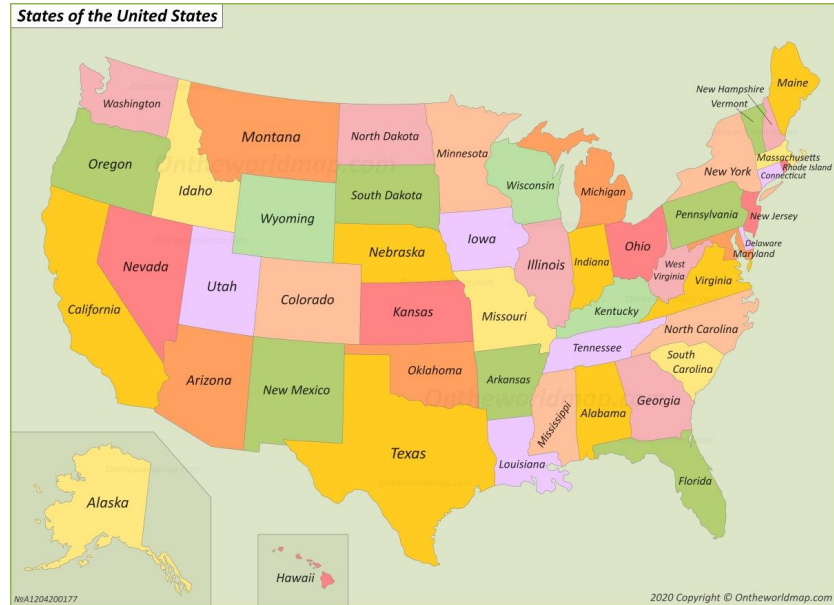 States of the United States
Maine
New Hampshire
Vermont
Washington
Montana
North Dakota
Minnesota
Massachusetts
Rhode Island
Connecticut
New York
Oregon
Idaho
Ontheworldmap.com
Wisconsin
Michigan
South Dakota
Wyoming
Pennsylvania
New Jersey
Iowa
Nebraska
Ohio
Delaware
Maryland
Nevada
Illinois
Indiana
West
Virginia
Virginia
Utah
Colorado
California
Kansas
Missouri
Kentucky
North Carolina
Tennessee
South
Carolina
Arizona
New Mexico
Oklahoma
Arkansas
Ontheworldmap.com
Georgia
Mississippi
Alabama
Texas
Louisiana
Florida
Alaska
Hawaii
№A1204200177
2020 Copyright © Ontheworldmap.com